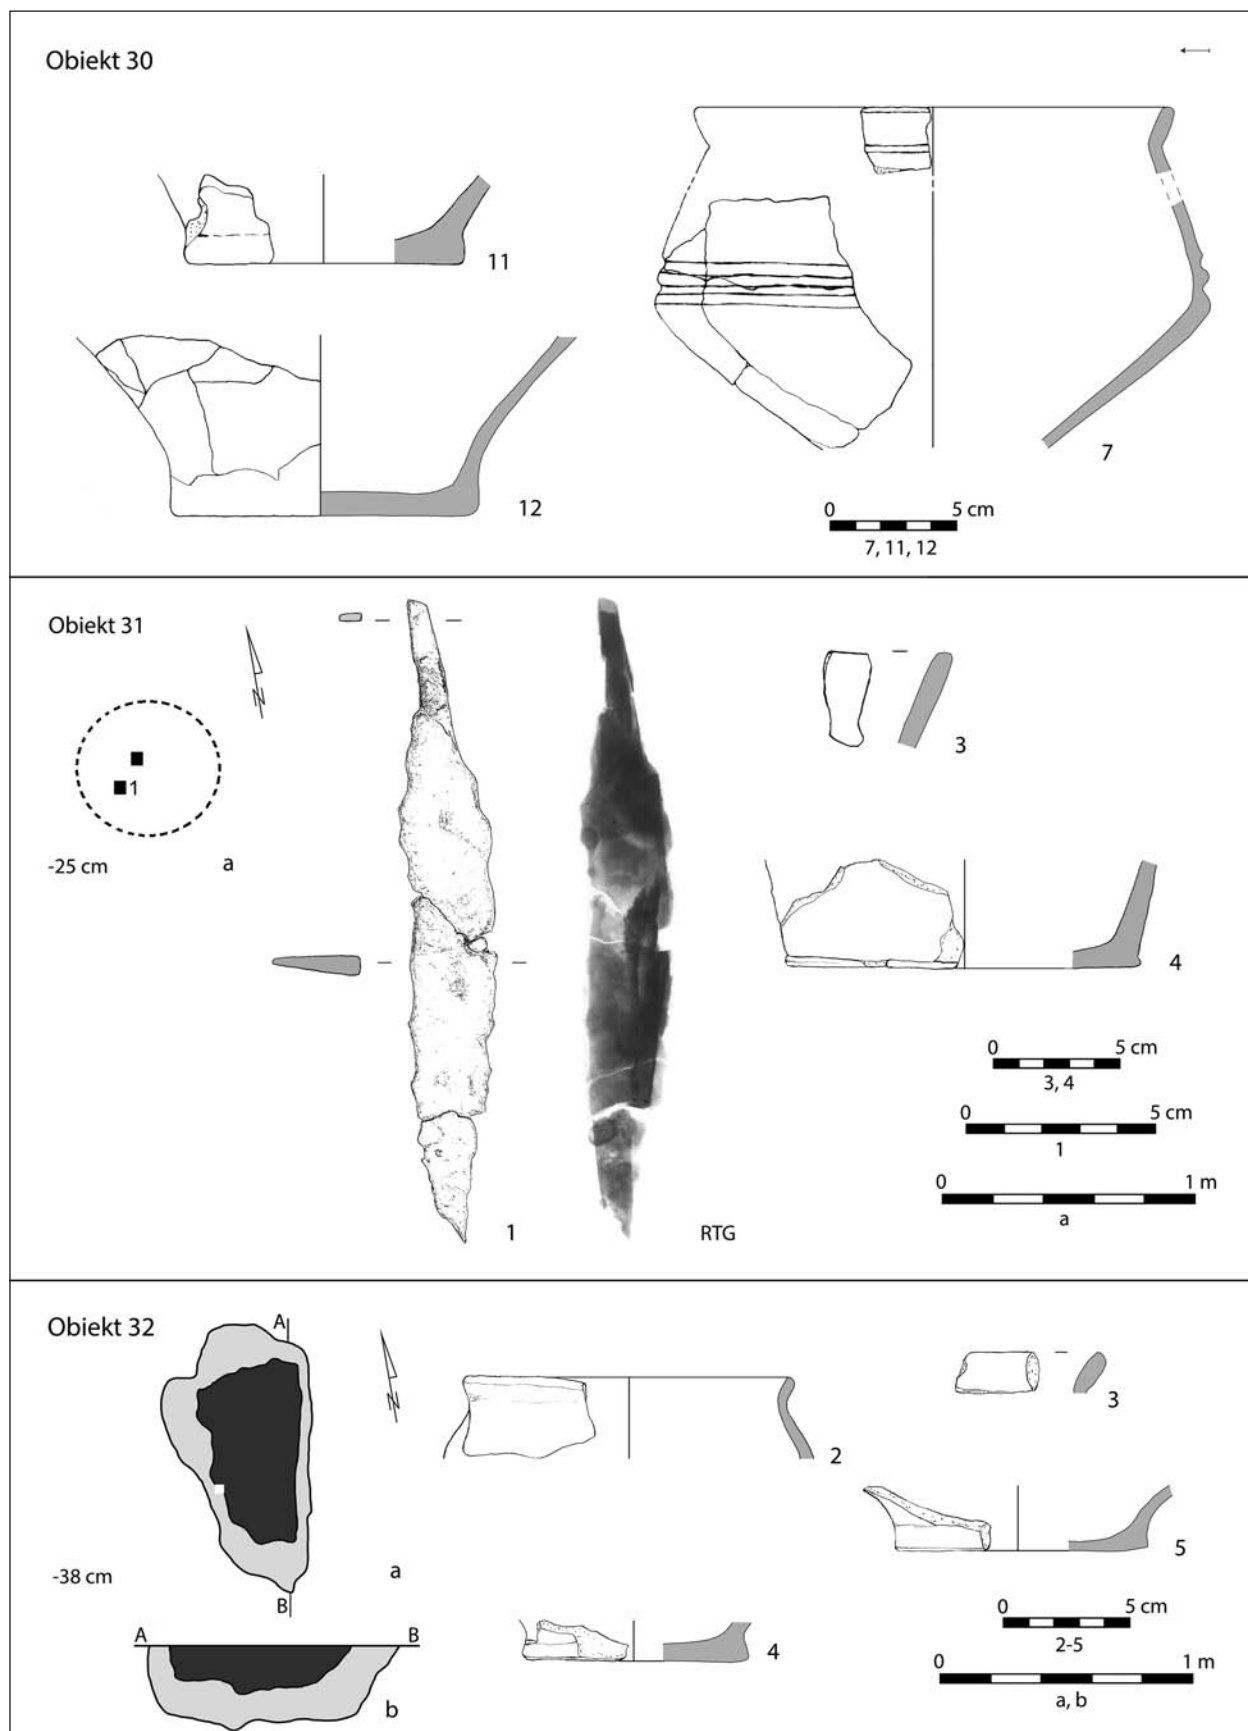 Obiekt 30
11
12
7
0 5 cm
7, 11, 12
Obiekt 31
N
1
-25 cm
a
1
RTG
3
4
0 5 cm
3, 4
0 5 cm
1
0 1 m
a
Obiekt 32
A
N
a
-38 cm
B
A B
b
2
3
4
5
0 5 cm
2-5
0 1 m
a, b